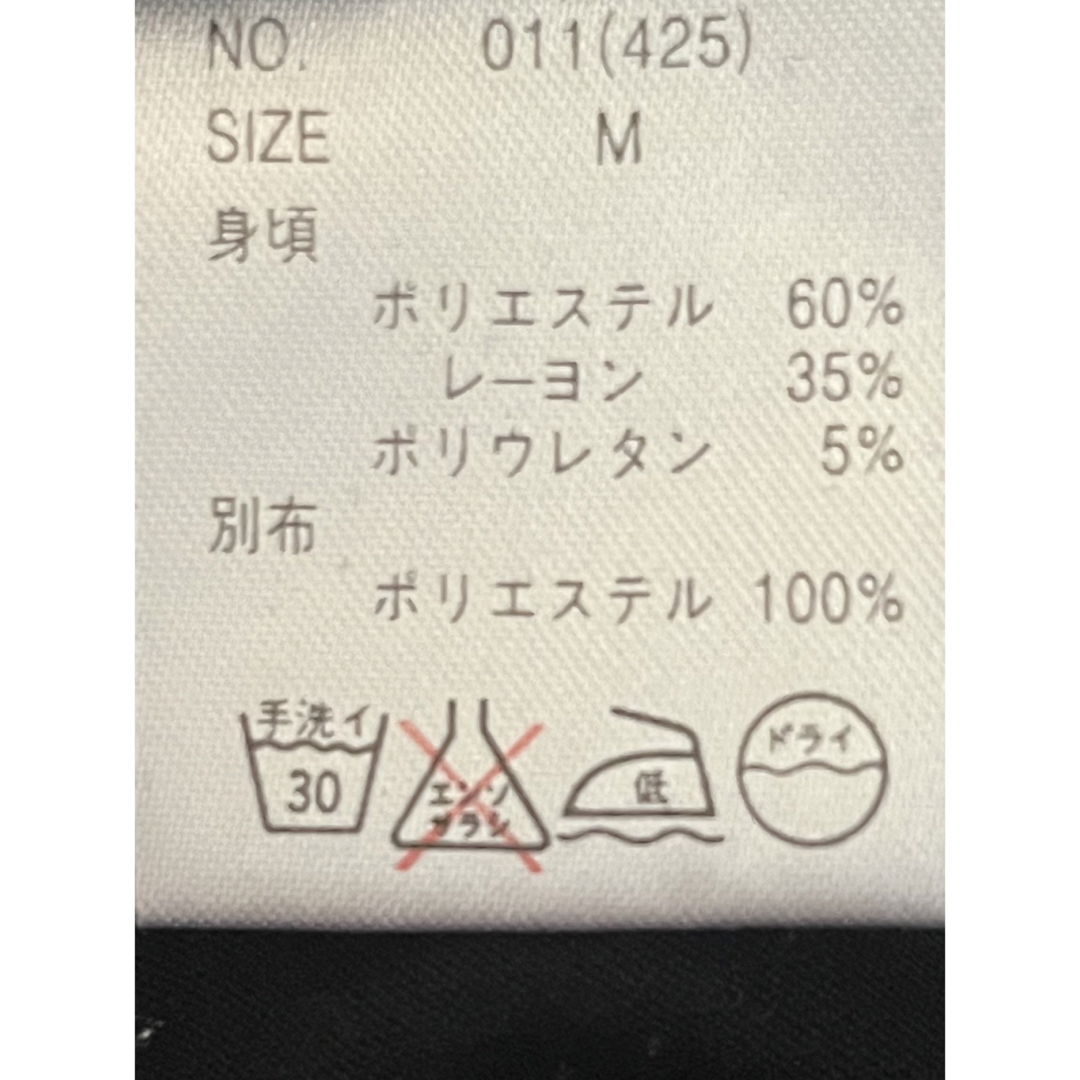 NO. 011(425)
SIZE M
身頃
ポリエステル 60%
レーヨン 35%
ポリウレタン 5%
別布
ポリエステル 100%
手洗イ
30
エンソ
サラシ
低
ドライ